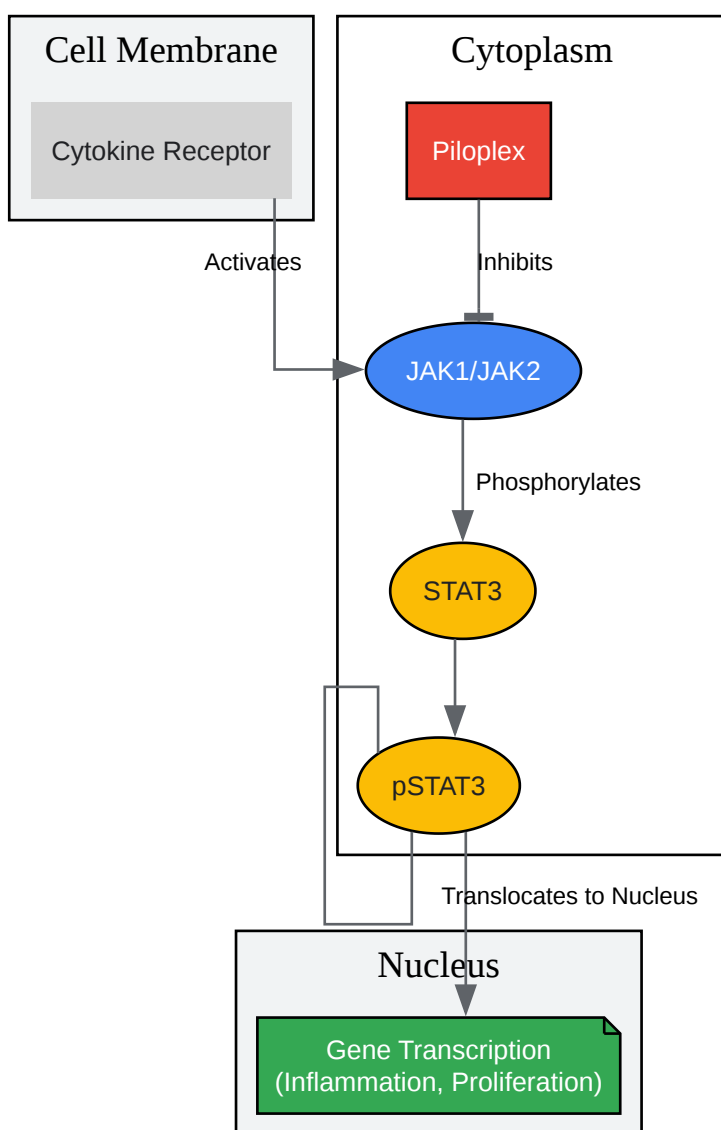 Cell Membrane
Cytoplasm
Cytokine Receptor
Piloplex
Activates
Inhibits
JAK1/JAK2
Phosphorylates
STAT3
pSTAT3
Translocates to Nucleus
Nucleus
Gene Transcription
(Inflammation, Proliferation)